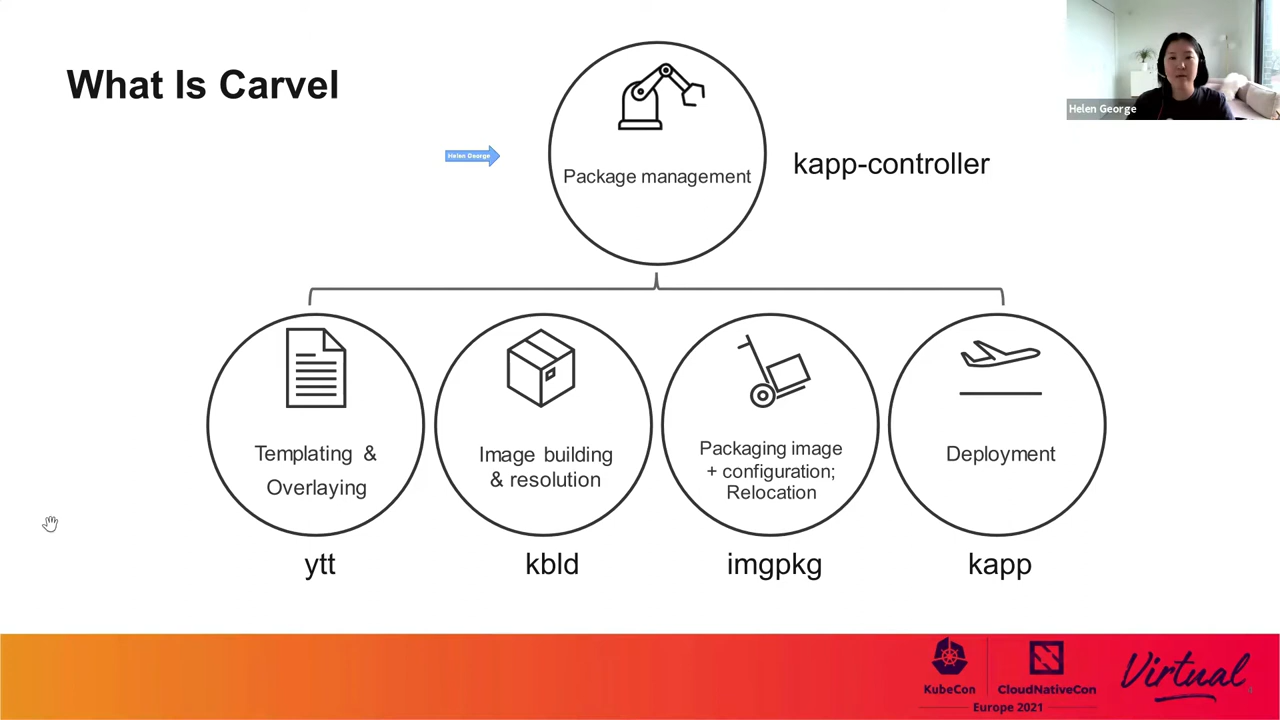 What Is Carvel
Helen George
Helen George
Package management
kapp-controller
Templating &
Overlaying
Image building
& resolution
Packaging image
+ configuration;
Relocation
Deployment
ytt
kbld
imgpkg
kapp
KubeCon
CloudNativeCon
Europe 2021
Virtual
4